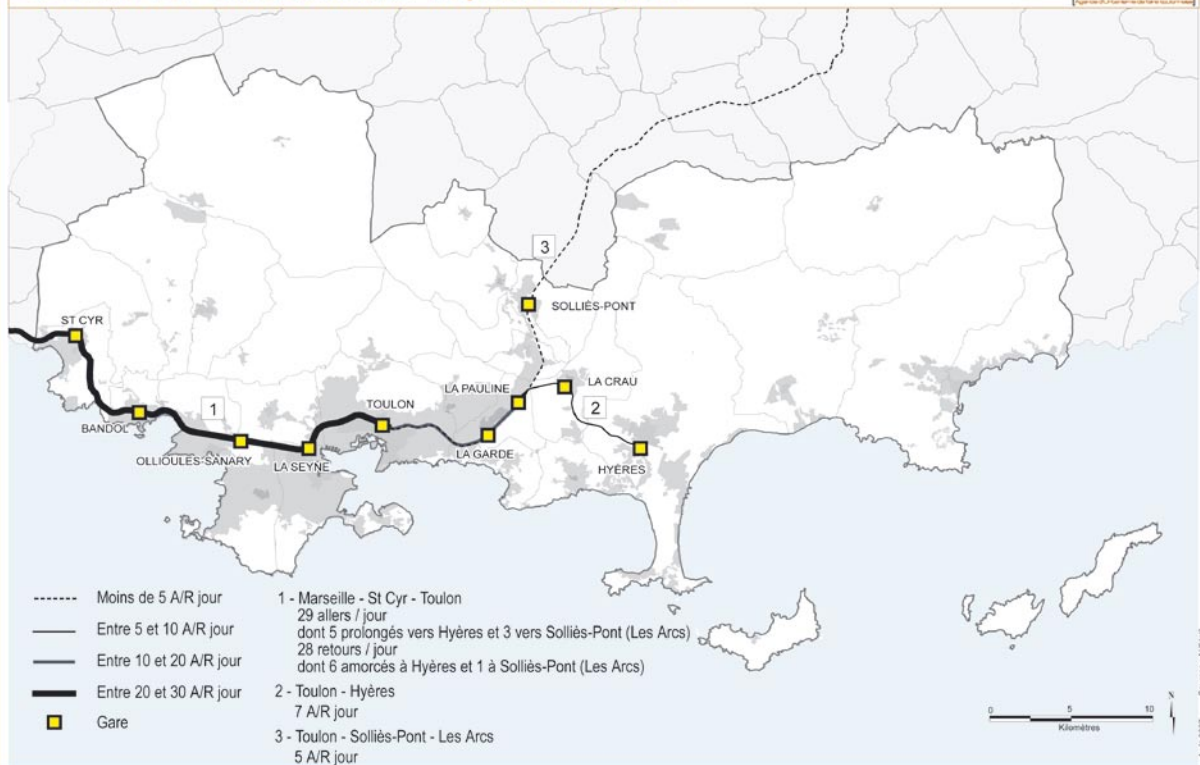 3
SOLLIÈS-PONT
ST CYR
LA PAULINE
LA CRAU
1
TOULON
2
BANDOL
OLLIOULES-SANARY
LA SEYNE
LA GARDE
HYÈRES
Moins de 5 A/R jour
Entre 5 et 10 A/R jour
Entre 10 et 20 A/R jour
Entre 20 et 30 A/R jour
Gare
1 - Marseille - St Cyr - Toulon
29 allers / jour
dont 5 prolongés vers Hyères et 3 vers Solliès-Pont (Les Arcs)
28 retours / jour
dont 6 amorcés à Hyères et 1 à Solliès-Pont (Les Arcs)
2 - Toulon - Hyères
7 A/R jour
3 - Toulon - Solliès-Pont - Les Arcs
5 A/R jour
N
0 5 10
Kilomètres